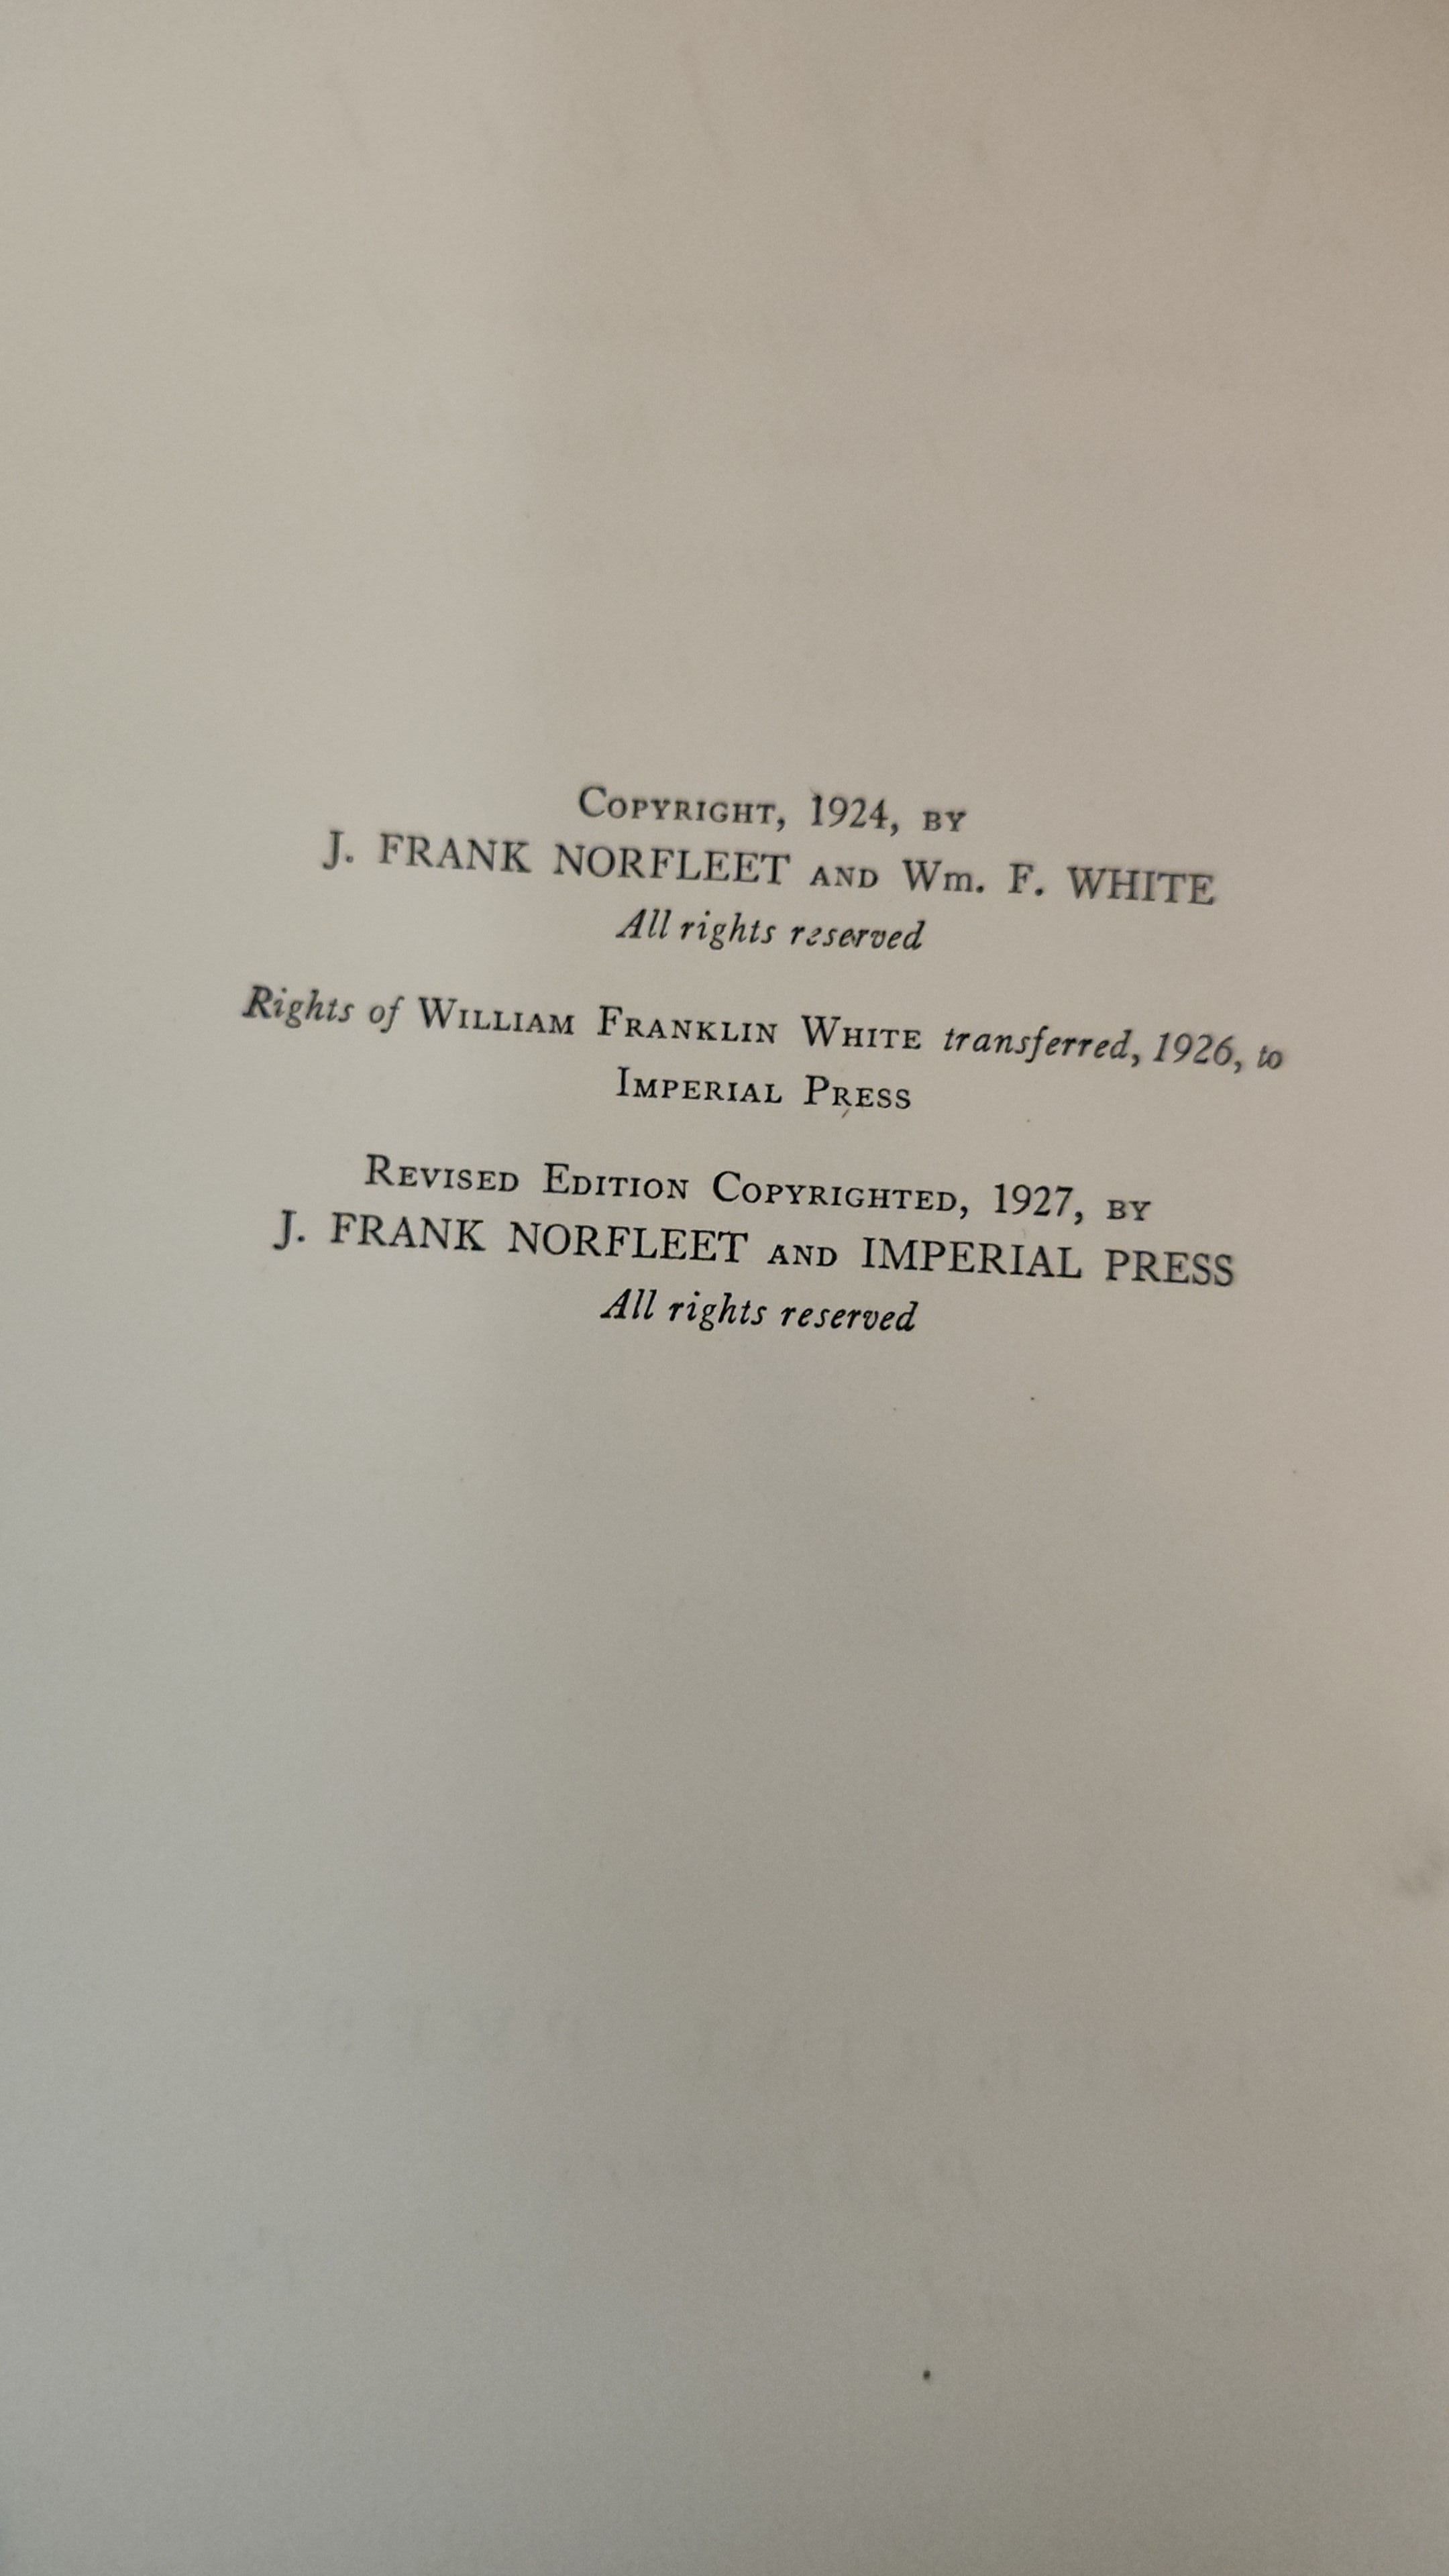 COPYRIGHT, 1924, BY
J. FRANK NORFLEET AND Wm. F. WHITE
All rights reserved
Rights of WILLIAM FRANKLIN WHITE transferred, 1926, to
IMPERIAL PRESS
REVISED EDITION COPYRIGHTED, 1927, BY
J. FRANK NORFLEET AND IMPERIAL PRESS
All rights reserved